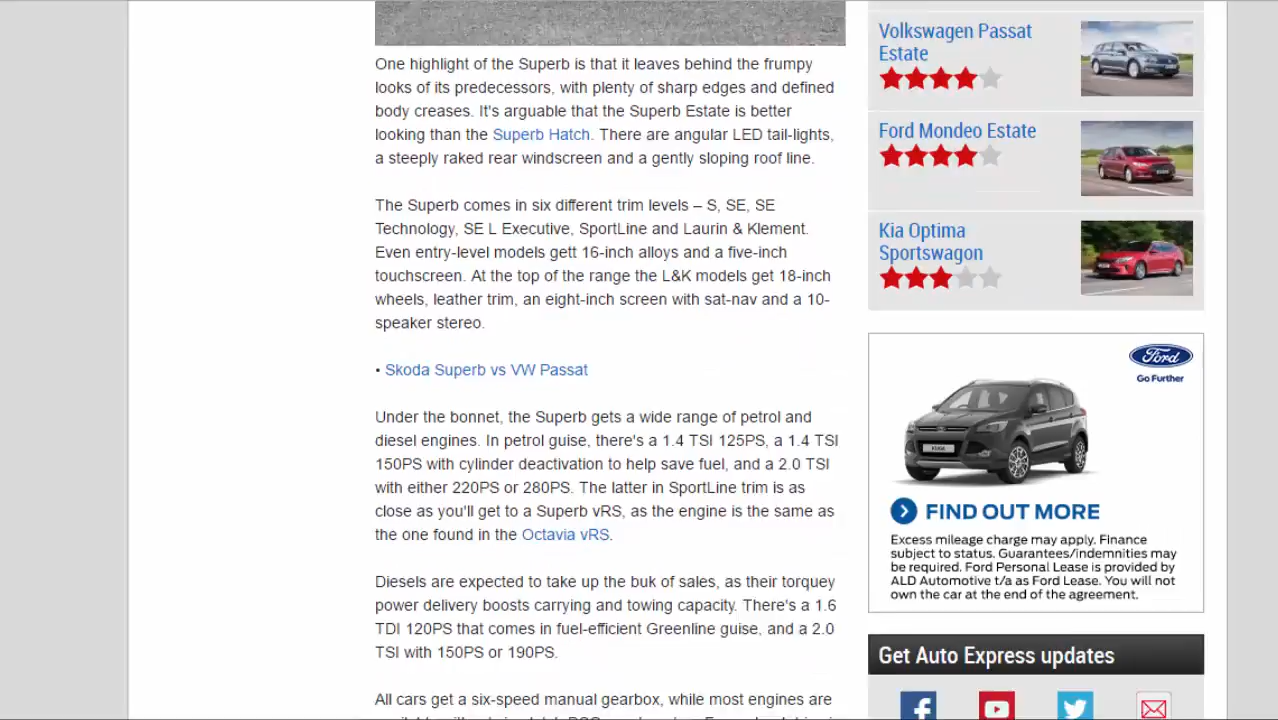 One highlight of the Superb is that it leaves behind the frumpy
looks of its predecessors, with plenty of sharp edges and defined
body creases. It's arguable that the Superb Estate is better
looking than the Superb Hatch. There are angular LED tail-lights,
a steeply raked rear windscreen and a gently sloping roof line.
The Superb comes in six different trim levels – S, SE, SE
Technology, SE L Executive, SportLine and Laurin & Klement.
Even entry-level models gett 16-inch alloys and a five-inch
touchscreen. At the top of the range the L&K models get 18-inch
wheels, leather trim, an eight-inch screen with sat-nav and a 10-
speaker stereo.
• Skoda Superb vs VW Passat
Under the bonnet, the Superb gets a wide range of petrol and
diesel engines. In petrol guise, there's a 1.4 TSI 125PS, a 1.4 TSI
150PS with cylinder deactivation to help save fuel, and a 2.0 TSI
with either 220PS or 280PS. The latter in SportLine trim is as
close as you'll get to a Superb vRS, as the engine is the same as
the one found in the Octavia vRS.
Diesels are expected to take up the buk of sales, as their torquey
power delivery boosts carrying and towing capacity. There's a 1.6
TDI 120PS that comes in fuel-efficient Greenline guise, and a 2.0
TSI with 150PS or 190PS.
All cars get a six-speed manual gearbox, while most engines are
Volkswagen Passat
Estate
Ford Mondeo Estate
Kia Optima
Sportswagon
Ford
Go Further
FIND OUT MORE
Excess mileage charge may apply. Finance
subject to status. Guarantees/indemnities may
be required. Ford Personal Lease is provided by
ALD Automotive t/a as Ford Lease. You will not
own the car at the end of the agreement.
Get Auto Express updates